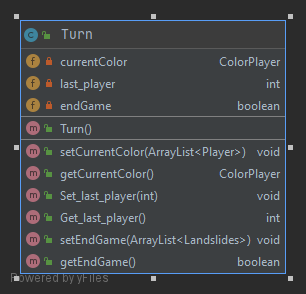 Turn
currentColor ColorPlayer
last_player int
endGame boolean
Turn()
setCurrentColor(ArrayList<Player>) void
getCurrentColor() ColorPlayer
Set_last_player(int) void
Get_last_player() int
setEndGame(ArrayList<Landslides>) void
getEndGame() boolean
Powered by yFiles